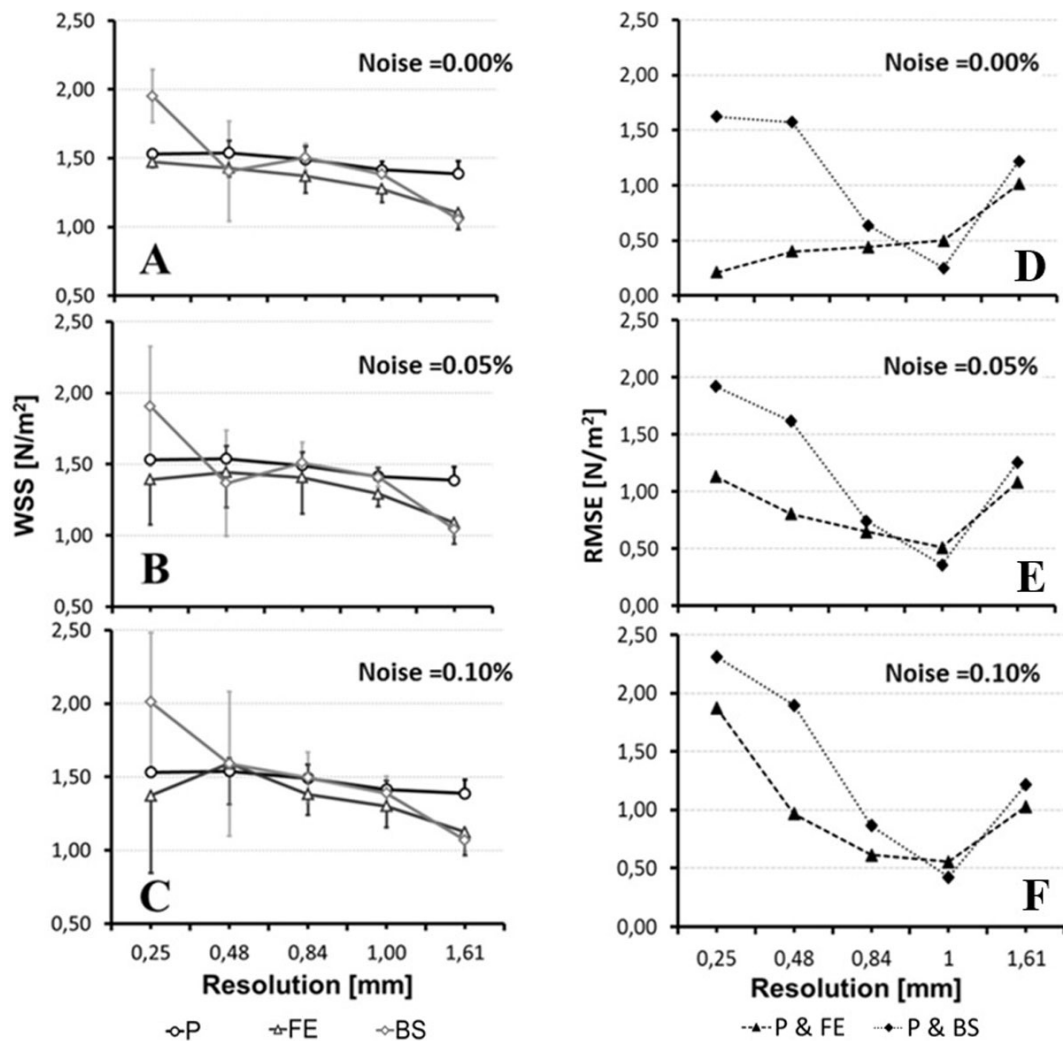 2,50
2,00
1,50
1,00
0,50
Noise =0.00%
A
2,50
2,00
1,50
1,00
0,50
Noise =0.05%
B
2,50
2,00
1,50
1,00
0,50
Noise =0.10%
C
WSS [N/m²]
0,25 0,48 0,84 1,00 1,61
Resolution [mm]
P FE BS
2,50
2,00
1,50
1,00
0,50
0,00
Noise =0.00%
D
2,50
2,00
1,50
1,00
0,50
0,00
Noise =0.05%
E
2,50
2,00
1,50
1,00
0,50
0,00
Noise =0.10%
F
RMSE [N/m²]
0,25 0,48 0,84 1 1,61
Resolution [mm]
P & FE P & BS